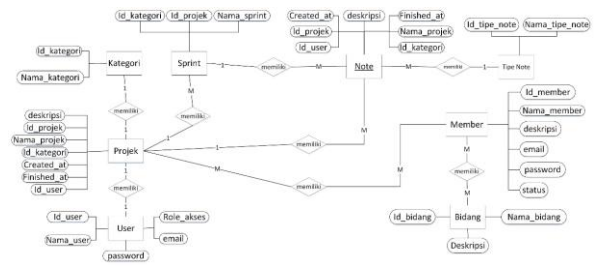 Id_kategori
Id_projek
Nama_sprint
Created_at
deskripsi
Finished_at
Id_projek
Nama_projek
Id_user
Id_kategori
Id_tipe_note
Nama_tipe_note
Id_kategori
Nama_kategori
Kategori
Sprint
1
memiliki
M
Note
M
memiliki
1
Tipe Note
1
memiliki
1
M
memiliki
M
M
deskripsi
Id_projek
Nama_projek
Id_kategori
Created_at
Finished_at
Id_user
Projek
1
1
memiliki
M
memiliki
M
Member
Id_member
Nama_member
deskripsi
email
password
status
M
memiliki
M
1
memiliki
1
Id_user
Nama_user
User
Role_akses
email
password
Id_bidang
Bidang
Nama_bidang
Deskripsi